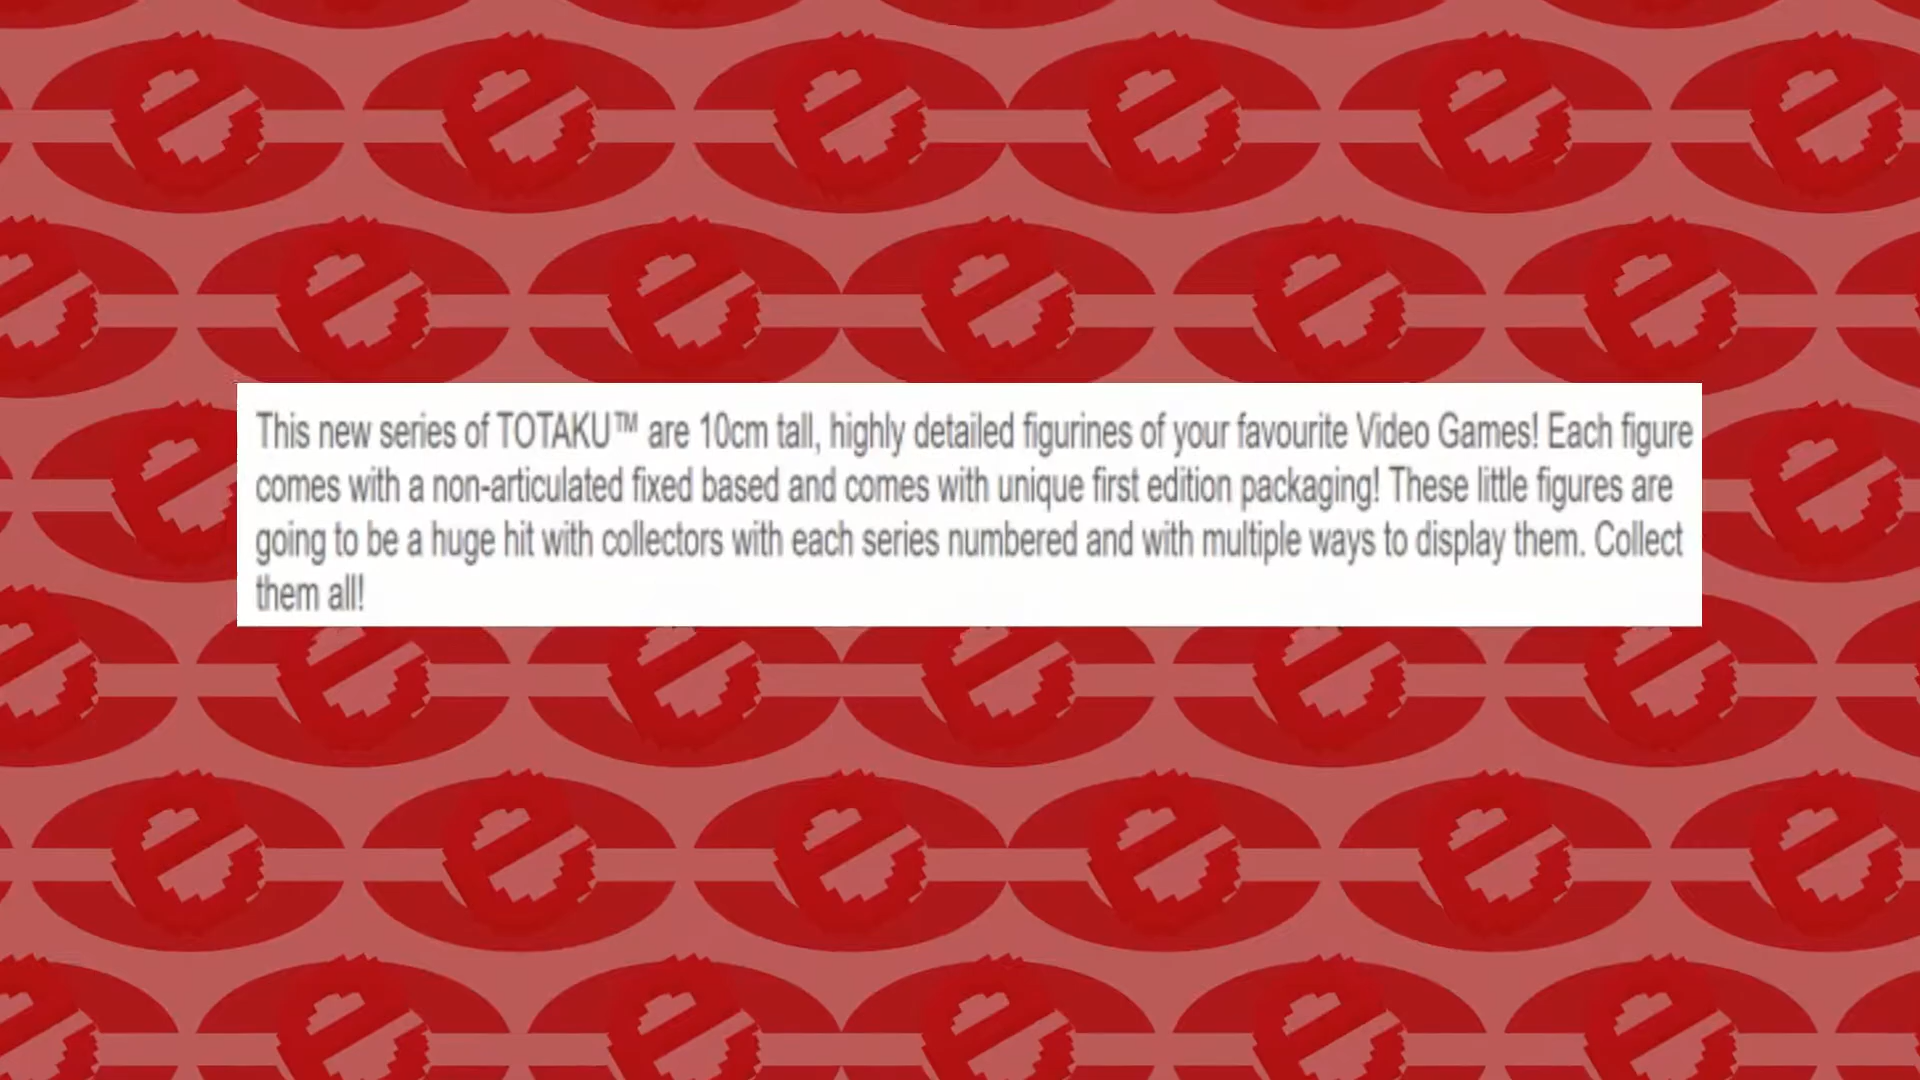 This new series of TOTAKU™ are 10cm tall, highly detailed figurines of your favourite Video Games! Each figure
comes with a non-articulated fixed based and comes with unique first edition packaging! These little figures are
going to be a huge hit with collectors with each series numbered and with multiple ways to display them. Collect
them all!